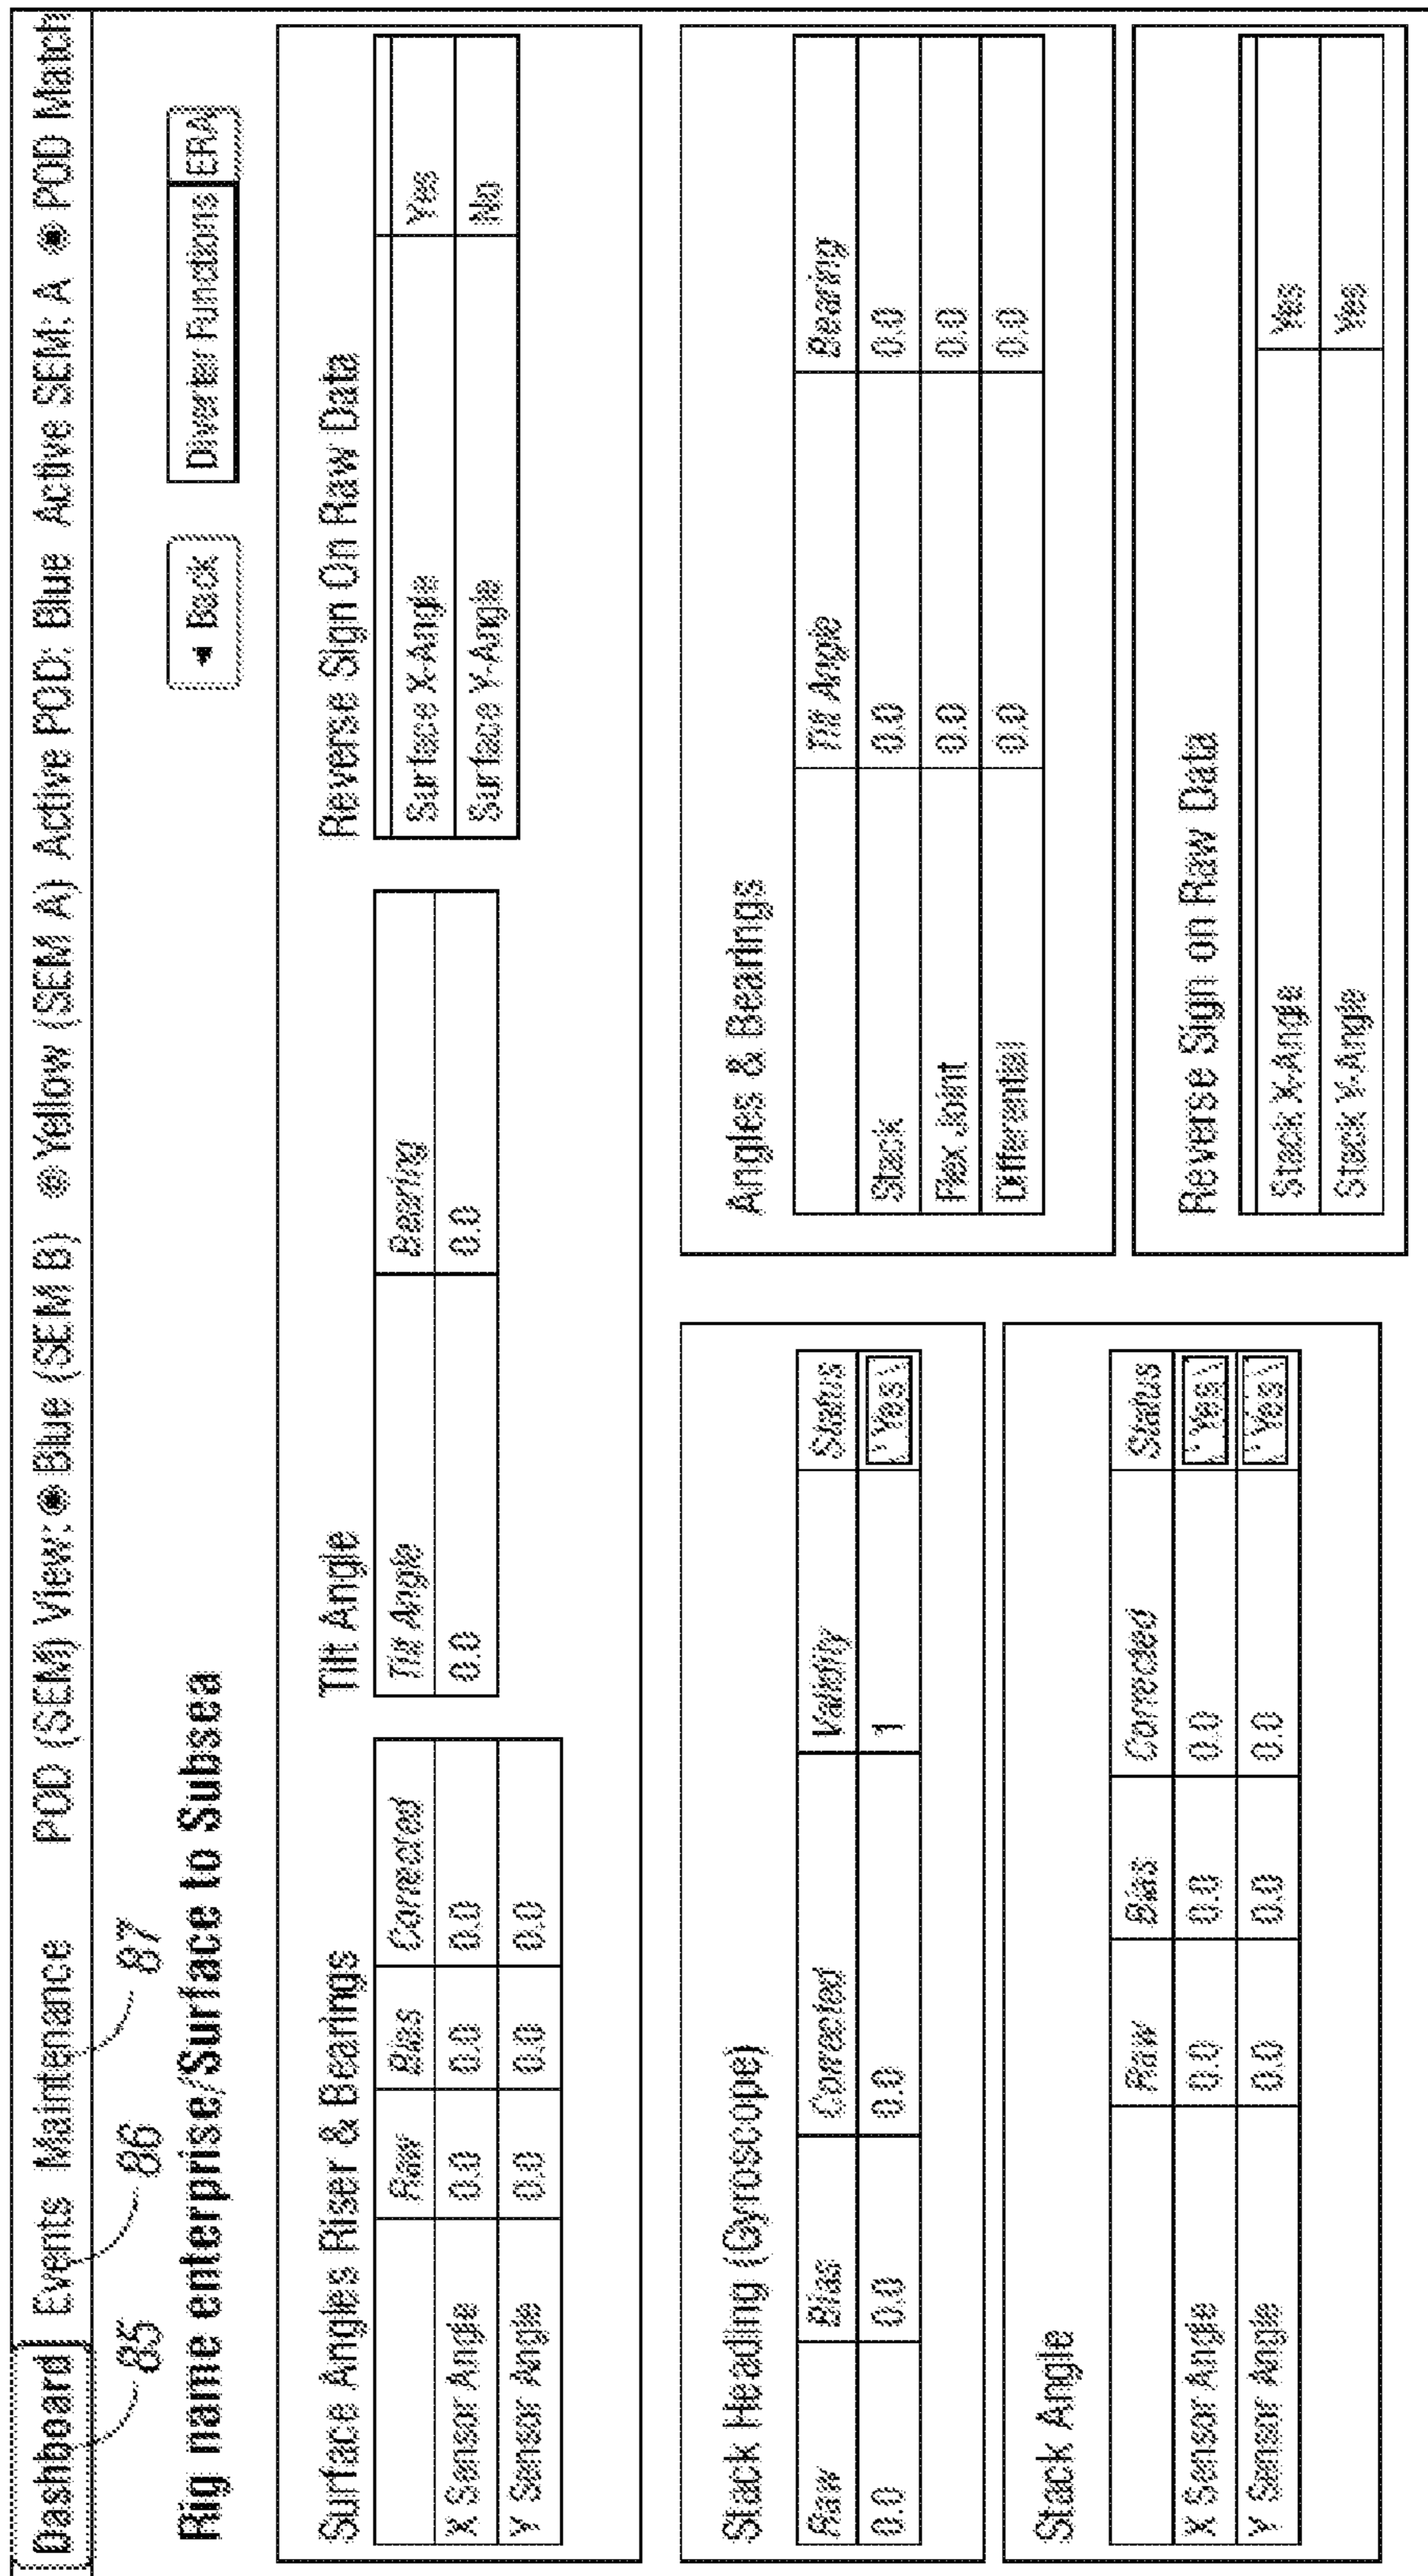 Dashboard Events Maintenance POD (SEM) View: Blue (SEM B) Yellow (SEM A) Active POD: Blue Active SEM: A POD Match
85 86 87
Rig name enterprise/Surface to Subsea
◄ Back Diverter Functions ERA
Surface Angles Riser & Bearings
Raw Bias Corrected
X Sensor Angle 0.0 0.0 0.0
Y Sensor Angle 0.0 0.0 0.0
Tilt Angle
Tilt Angle Bearing
0.0 0.0
Reverse Sign On Raw Data
Surface X-Angle Yes
Surface Y-Angle No
Stack Heading (Gyroscope)
Raw Bias Corrected Validity Status
0.0 0.0 0.0 1 Yes
Stack Angle
Raw Bias Corrected Status
X Sensor Angle 0.0 0.0 0.0 Yes
Y Sensor Angle 0.0 0.0 0.0 Yes
Angles & Bearings
Tilt Angle Bearing
Stack 0.0 0.0
Flex Joint 0.0 0.0
Differential 0.0 0.0
Reverse Sign on Raw Data
Stack X-Angle Yes
Stack Y-Angle Yes